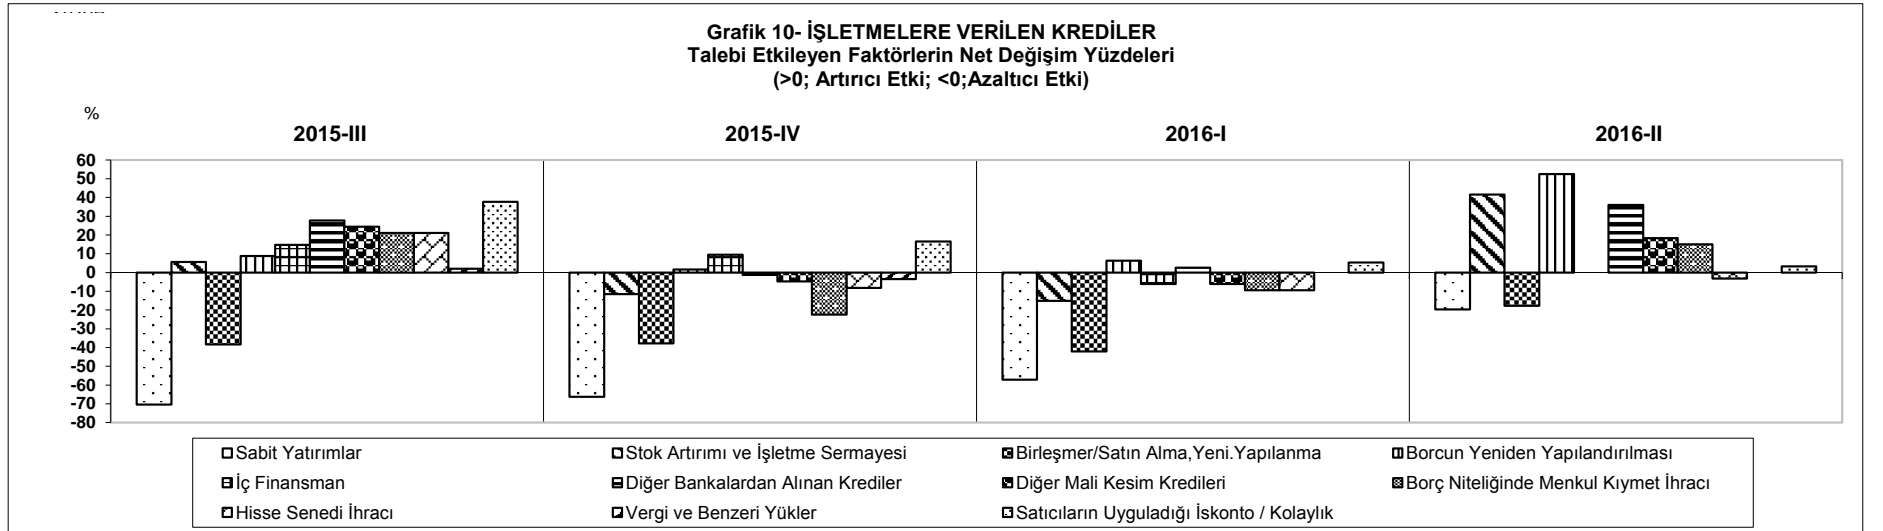 Grafik 10- İŞLETMELERE VERİLEN KREDİLER
Talebi Etkileyen Faktörlerin Net Değişim Yüzdeleri
(>0; Artırıcı Etki; <0;Azaltıcı Etki)
%
2015-III 2015-IV 2016-I 2016-II
60
50
40
30
20
10
0
-10
-20
-30
-40
-50
-60
-70
-80
Sabit Yatırımlar Stok Artırımı ve İşletme Sermayesi Birleşmer/Satın Alma,Yeni.Yapılanma Borcun Yeniden Yapılandırılması
İç Finansman Diğer Bankalardan Alınan Krediler Diğer Mali Kesim Kredileri Borç Niteliğinde Menkul Kıymet İhracı
Hisse Senedi İhracı Vergi ve Benzeri Yükler Satıcıların Uyguladığı İskonto / Kolaylık